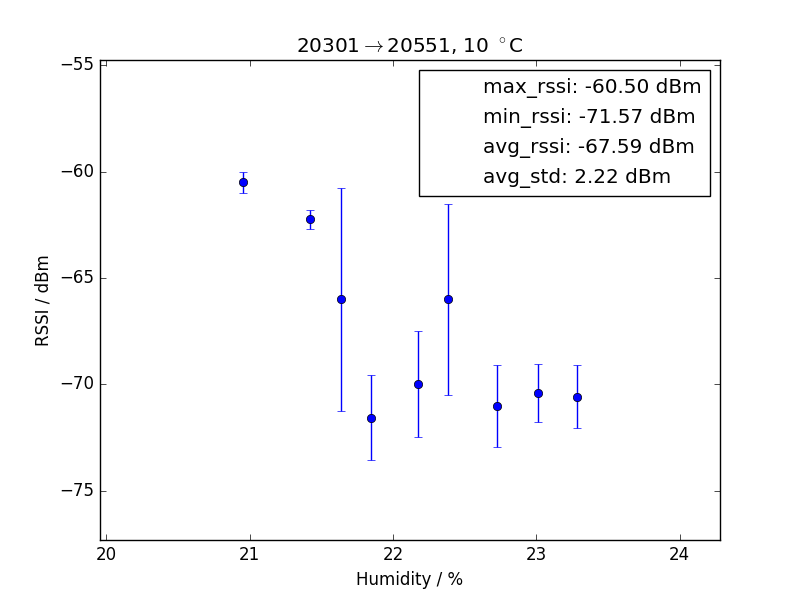 20301→20551, 10 °C
max_rssi: -60.50 dBm
min_rssi: -71.57 dBm
avg_rssi: -67.59 dBm
avg_std: 2.22 dBm
−55
−60
−65
−70
−75
RSSI / dBm
20 21 22 23 24
Humidity / %